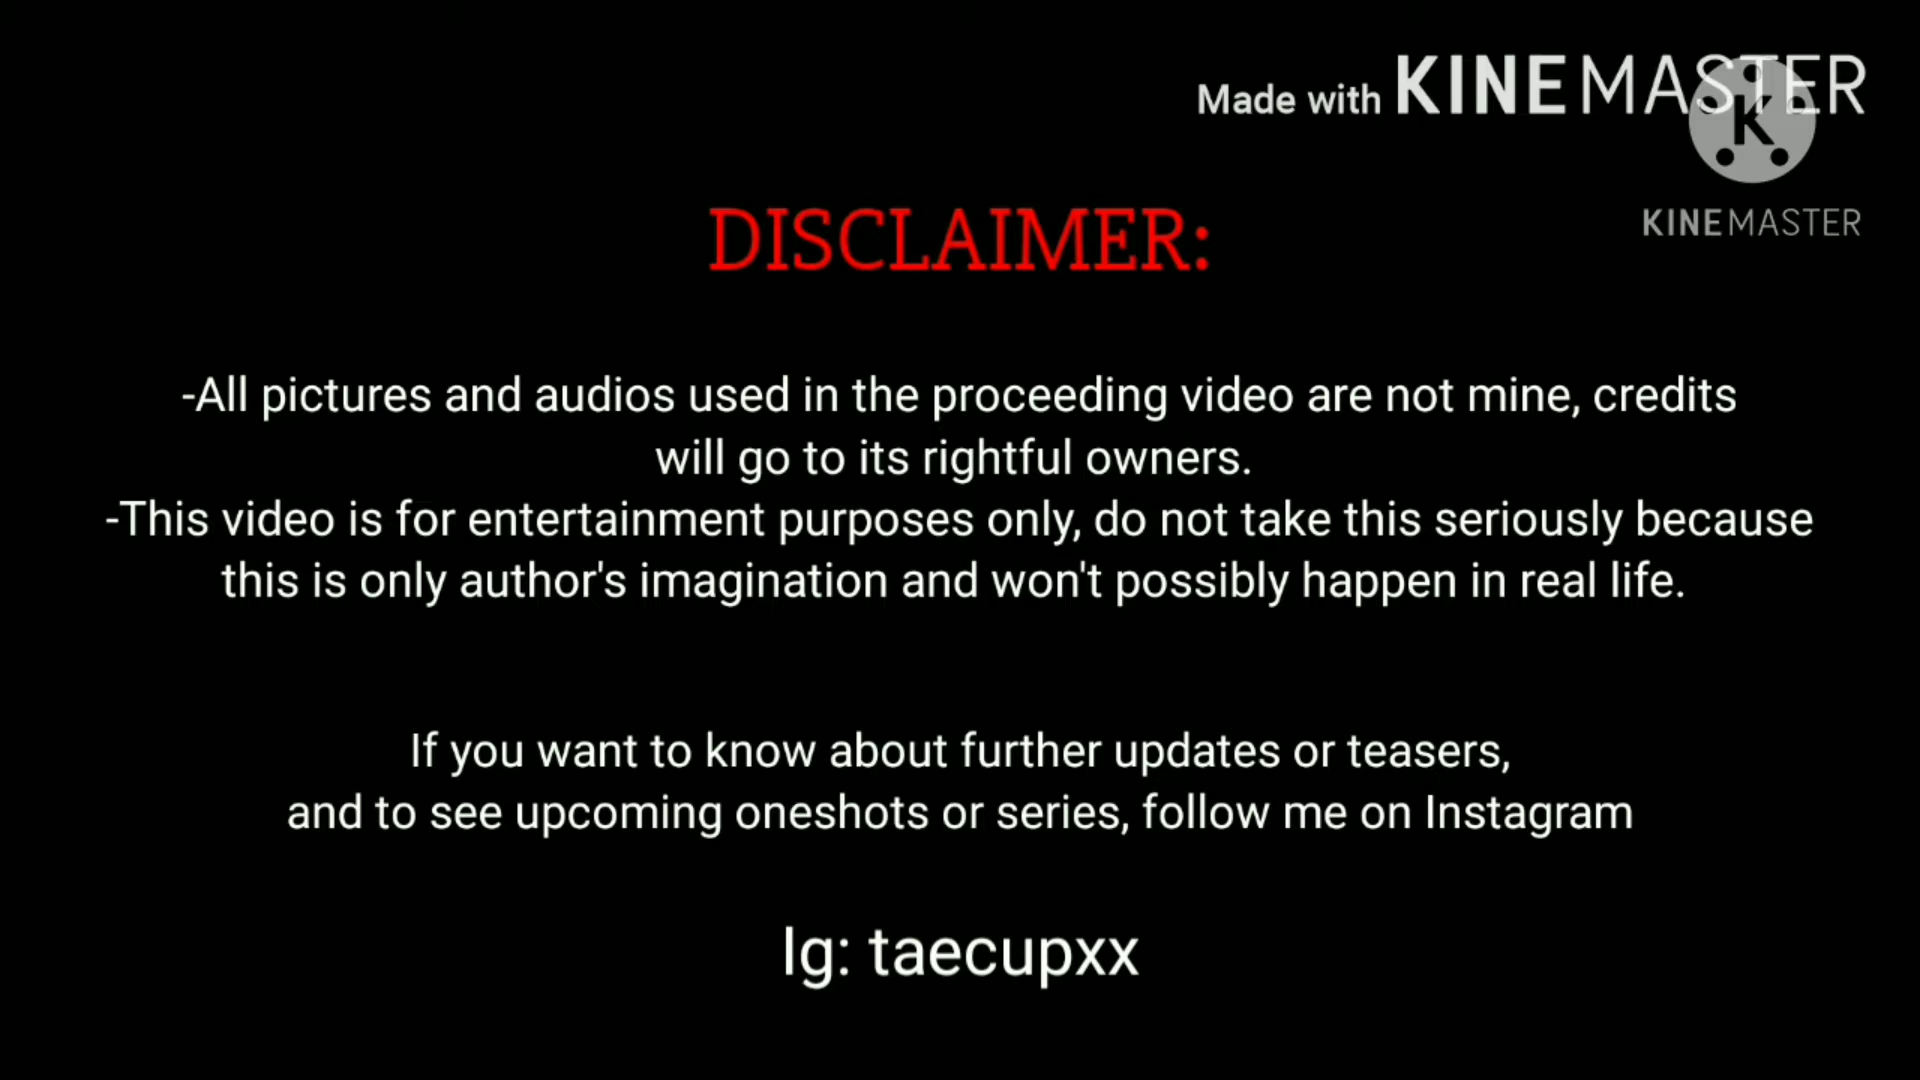 Made with KINEMASTER
K
KINEMASTER
DISCLAIMER:
-All pictures and audios used in the proceeding video are not mine, credits
will go to its rightful owners.
-This video is for entertainment purposes only, do not take this seriously because
this is only author's imagination and won't possibly happen in real life.
If you want to know about further updates or teasers,
and to see upcoming oneshots or series, follow me on Instagram
Ig: taecupxx